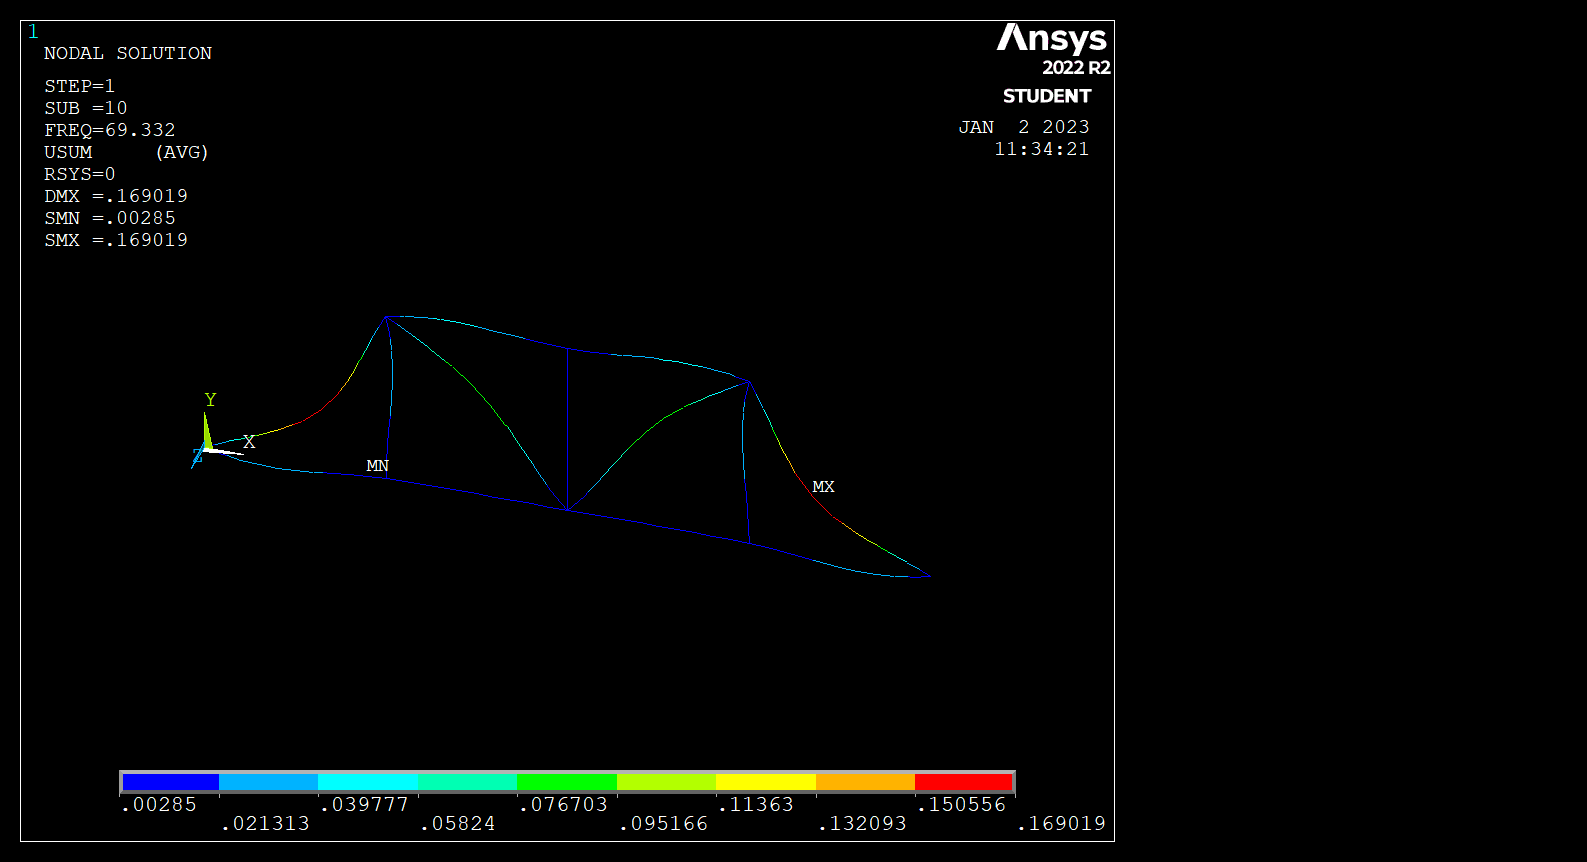 1
NODAL SOLUTION
STEP=1
SUB =10
FREQ=69.332
USUM (AVG)
RSYS=0
DMX =.169019
SMN =.00285
SMX =.169019
Ansys
2022 R2
STUDENT
JAN 2 2023
11:34:21
Y
X
Z
MN
MX
.00285
.021313
.039777
.05824
.076703
.095166
.11363
.132093
.150556
.169019